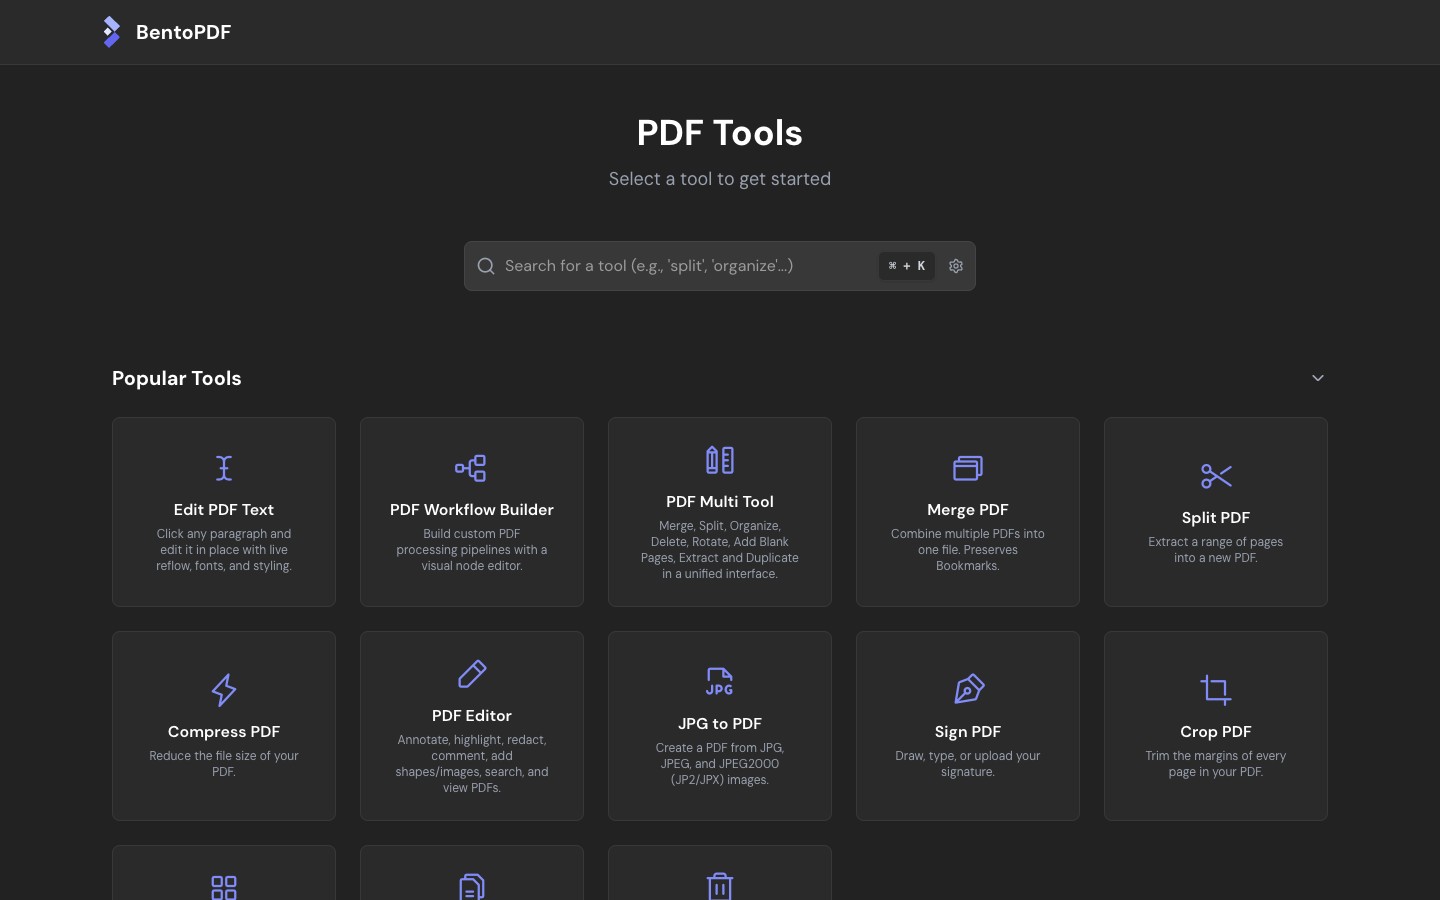 BentoPDF
PDF Tools
Select a tool to get started
Search for a tool (e.g., 'split', 'organize'...)
⌘ + K
Popular Tools
Edit PDF Text
Click any paragraph and
edit it in place with live
reflow, fonts, and styling.
PDF Workflow Builder
Build custom PDF
processing pipelines with a
visual node editor.
PDF Multi Tool
Merge, Split, Organize,
Delete, Rotate, Add Blank
Pages, Extract and Duplicate
in a unified interface.
Merge PDF
Combine multiple PDFs into
one file. Preserves
Bookmarks.
Split PDF
Extract a range of pages
into a new PDF.
Compress PDF
Reduce the file size of your
PDF.
PDF Editor
Annotate, highlight, redact,
comment, add
shapes/images, search, and
view PDFs.
JPG
JPG to PDF
Create a PDF from JPG,
JPEG, and JPEG2000
(JP2/JPX) images.
Sign PDF
Draw, type, or upload your
signature.
Crop PDF
Trim the margins of every
page in your PDF.